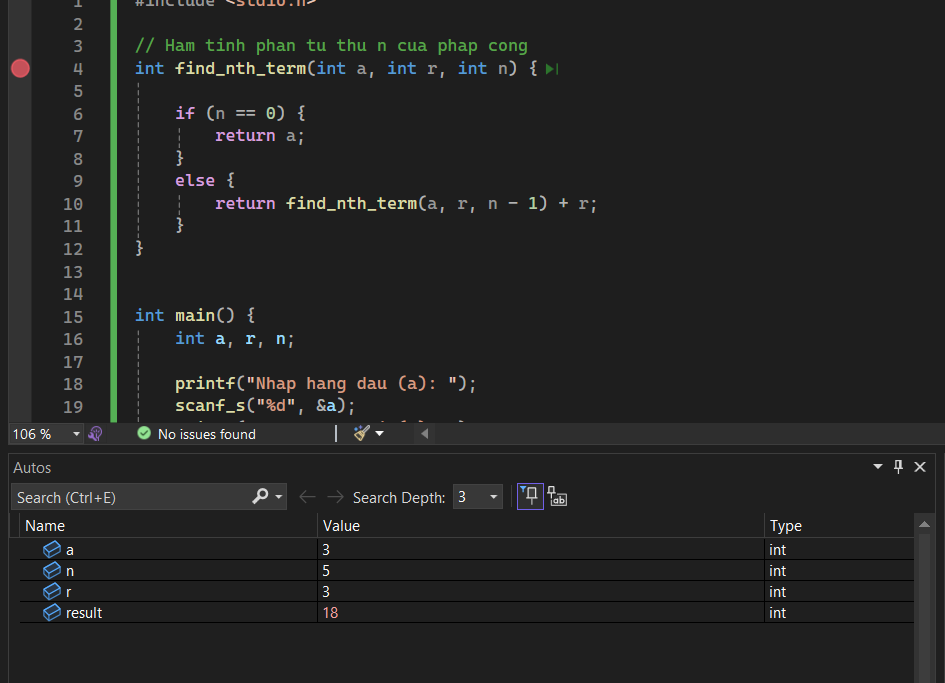 1 #include <stdio.h>
2
3 // Ham tinh phan tu thu n cua phap cong
4 int find_nth_term(int a, int r, int n) {
5
6 if (n == 0) {
7 return a;
8 }
9 else {
10 return find_nth_term(a, r, n - 1) + r;
11 }
12 }
13
14
15 int main() {
16 int a, r, n;
17
18 printf("Nhap hang dau (a): ");
19 scanf_s("%d", &a);
106 % No issues found
Autos
Search (Ctrl+E) Search Depth: 3
Name Value Type
a 3 int
n 5 int
r 3 int
result 18 int